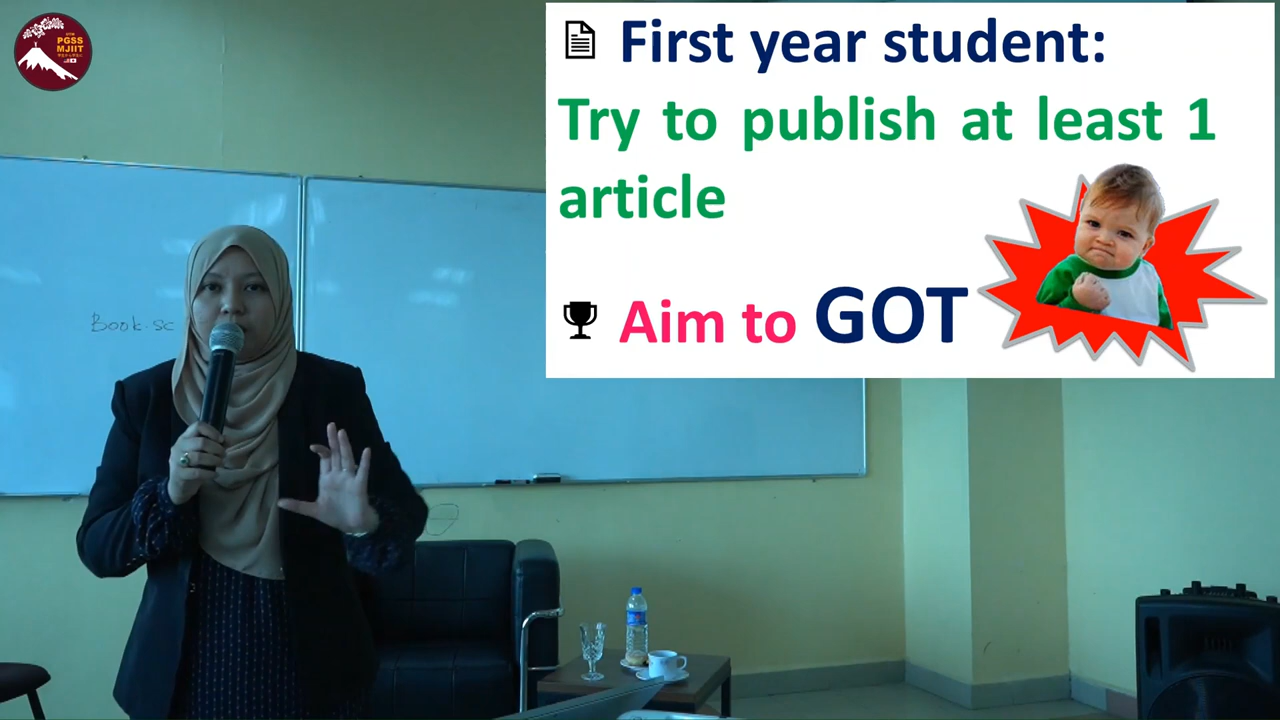 PGSS
MJIIT
First year student:
Try to publish at least 1
article
Aim to GOT
Book.sc